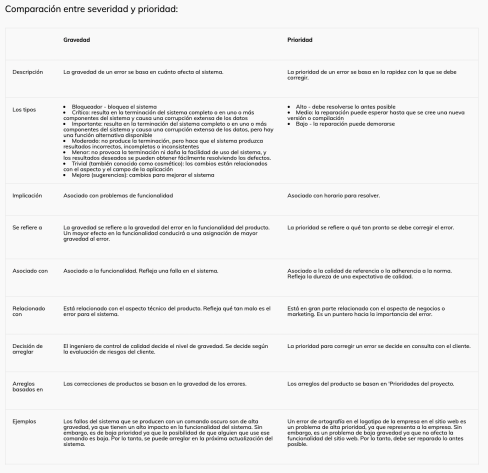 Comparación entre severidad y prioridad:
Gravedad
Prioridad
Descripción
La gravedad de un error se basa en cuánto afecta al sistema.
La prioridad de un error se basa en la rapidez con la que se debe
corregir.
Los tipos
• Bloqueador - bloquea el sistema
• Crítica: resulta en la terminación del sistema completo o en uno o más
componentes del sistema y causa una corrupción extensa de los datos
• Importante: resulta en la terminación del sistema completo o en uno o más
componentes del sistema y causa una corrupción extensa de los datos, pero hay
una función alternativa disponible
• Moderada: no produce la terminación, pero hace que el sistema produzca
resultados incorrectos, incompletos o inconsistentes
• Menor: no provoca la terminación ni daña la facilidad de uso del sistema, y
los resultados deseados se pueden obtener fácilmente resolviendo los defectos.
• Trivial (también conocido como cosmético): los cambios están relacionados
con el aspecto y el campo de la aplicación
• Mejora (sugerencias): cambios para mejorar el sistema
• Alto - debe resolverse lo antes posible
• Medio: la reparación puede esperar hasta que se cree una nueva
versión o compilación
• Bajo - la reparación puede demorarse
Implicación
Asociado con problemas de funcionalidad
Asociado con horario para resolver.
Se refiere a
La gravedad se refiere a la gravedad del error en la funcionalidad del producto.
Un mayor efecto en la funcionalidad conducirá a una asignación de mayor
gravedad al error.
La prioridad se refiere a qué tan pronto se debe corregir el error.
Asociado con
Asociado a la funcionalidad. Refleja una falla en el sistema.
Asociado a la calidad de referencia o la adherencia a la norma.
Refleja la dureza de una expectativa de calidad.
Relacionado
con
Está relacionado con el aspecto técnico del producto. Refleja qué tan malo es el
error para el sistema.
Está en gran parte relacionado con el aspecto de negocios o
marketing. Es un puntero hacia la importancia del error.
Decisión de
arreglar
El ingeniero de control de calidad decide el nivel de gravedad. Se decide según
la evaluación de riesgos del cliente.
La prioridad para corregir un error se decide en consulta con el cliente.
Arreglos
basados en
Las correcciones de productos se basan en la gravedad de los errores.
Los arreglos del producto se basan en 'Prioridades del proyecto.
Ejemplos
Los fallos del sistema que se producen con un comando oscuro son de alta
gravedad, ya que tienen un alto impacto en la funcionalidad del sistema. Sin
embargo, es de baja prioridad ya que la posibilidad de que alguien que use ese
comando es baja. Por lo tanto, se puede arreglar en la próxima actualización del
sistema.
Un error de ortografía en el logotipo de la empresa en el sitio web es
un problema de alta prioridad, ya que representa a la empresa. Sin
embargo, es un problema de baja gravedad ya que no afecta la
funcionalidad del sitio web. Por lo tanto, debe ser reparado lo antes
posible.